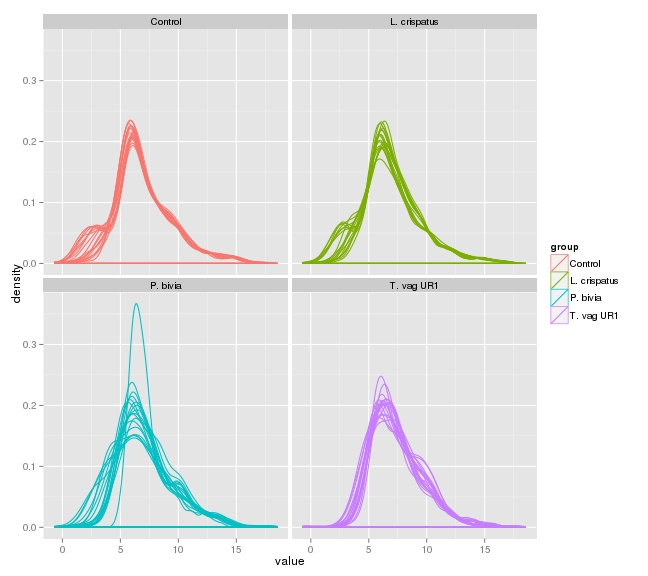 Control
L. crispatus
0.3
0.2
0.1
0.0
density
P. bivia
T. vag UR1
0.3
0.2
0.1
0.0
0
5
10
15
0
5
10
15
value
group
Control
L. crispatus
P. bivia
T. vag UR1